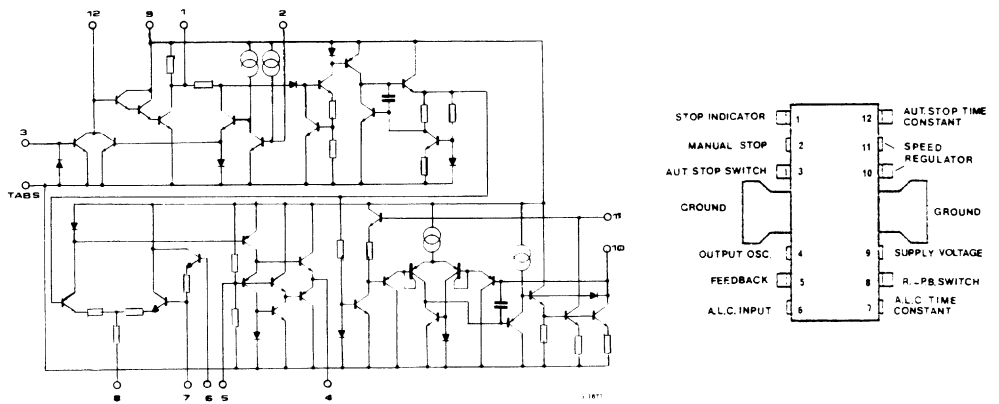 12 9 1 2
3
TABS
11
10
8 7 6 5 4
STOP INDICATOR 1
MANUAL STOP 2
AUT STOP SWITCH 3
GROUND
OUTPUT OSC. 4
FEEDBACK 5
A.L.C. INPUT 6
12 AUT. STOP TIME
CONSTANT
11 SPEED
REGULATOR
10
GROUND
9 SUPPLY VOLTAGE
8 R.-P.B. SWITCH
7 A.L.C. TIME
CONSTANT